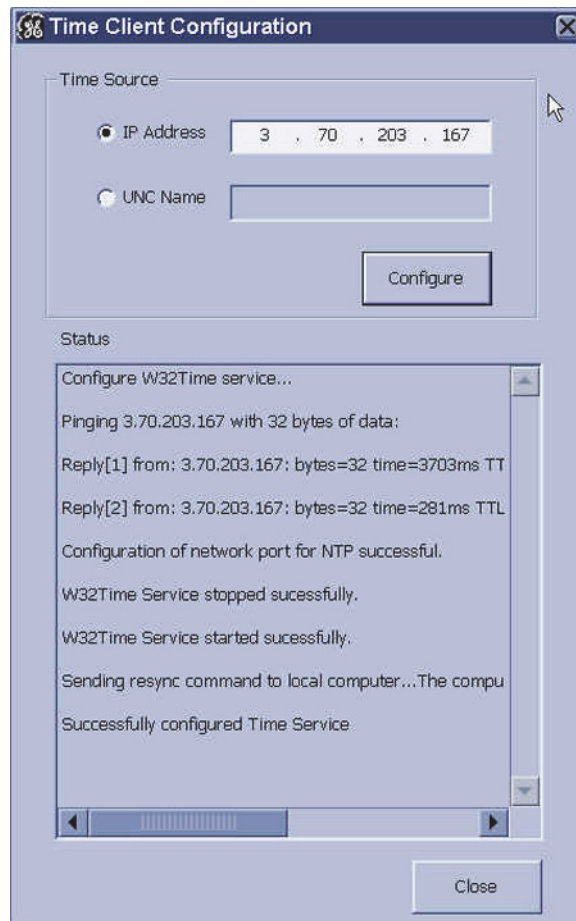 Time Client Configuration
Time Source
IP Address 3 . 70 . 203 . 167
UNC Name
Configure
Status
Configure W32Time service...
Pinging 3.70.203.167 with 32 bytes of data:
Reply[1] from: 3.70.203.167: bytes=32 time=3703ms TT
Reply[2] from: 3.70.203.167: bytes=32 time=281ms TTL
Configuration of network port for NTP successful.
W32Time Service stopped sucessfully.
W32Time Service started sucessfully.
Sending resync command to local computer...The compu
Successfully configured Time Service
Close